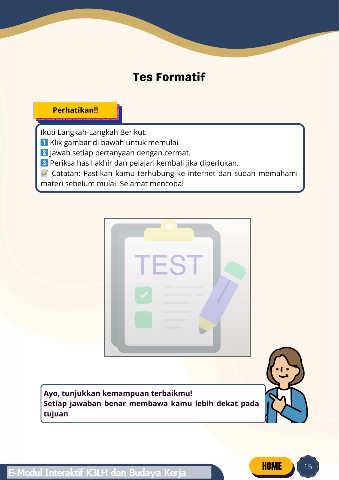 Tes Formatif
Perhatikan!!
Ikuti Langkah-Langkah Berikut:
1 Klik gambar di bawah untuk memulai.
2 Jawab setiap pertanyaan dengan cermat.
3 Periksa hasil akhir dan pelajari kembali jika diperlukan.
Catatan: Pastikan kamu terhubung ke internet dan sudah memahami
materi sebelum mulai. Selamat mencoba!
TEST
Ayo, tunjukkan kemampuan terbaikmu!
Setiap jawaban benar membawa kamu lebih dekat pada
tujuan
E-Modul Interaktif K3LH dan Budaya Kerja
HOME
15